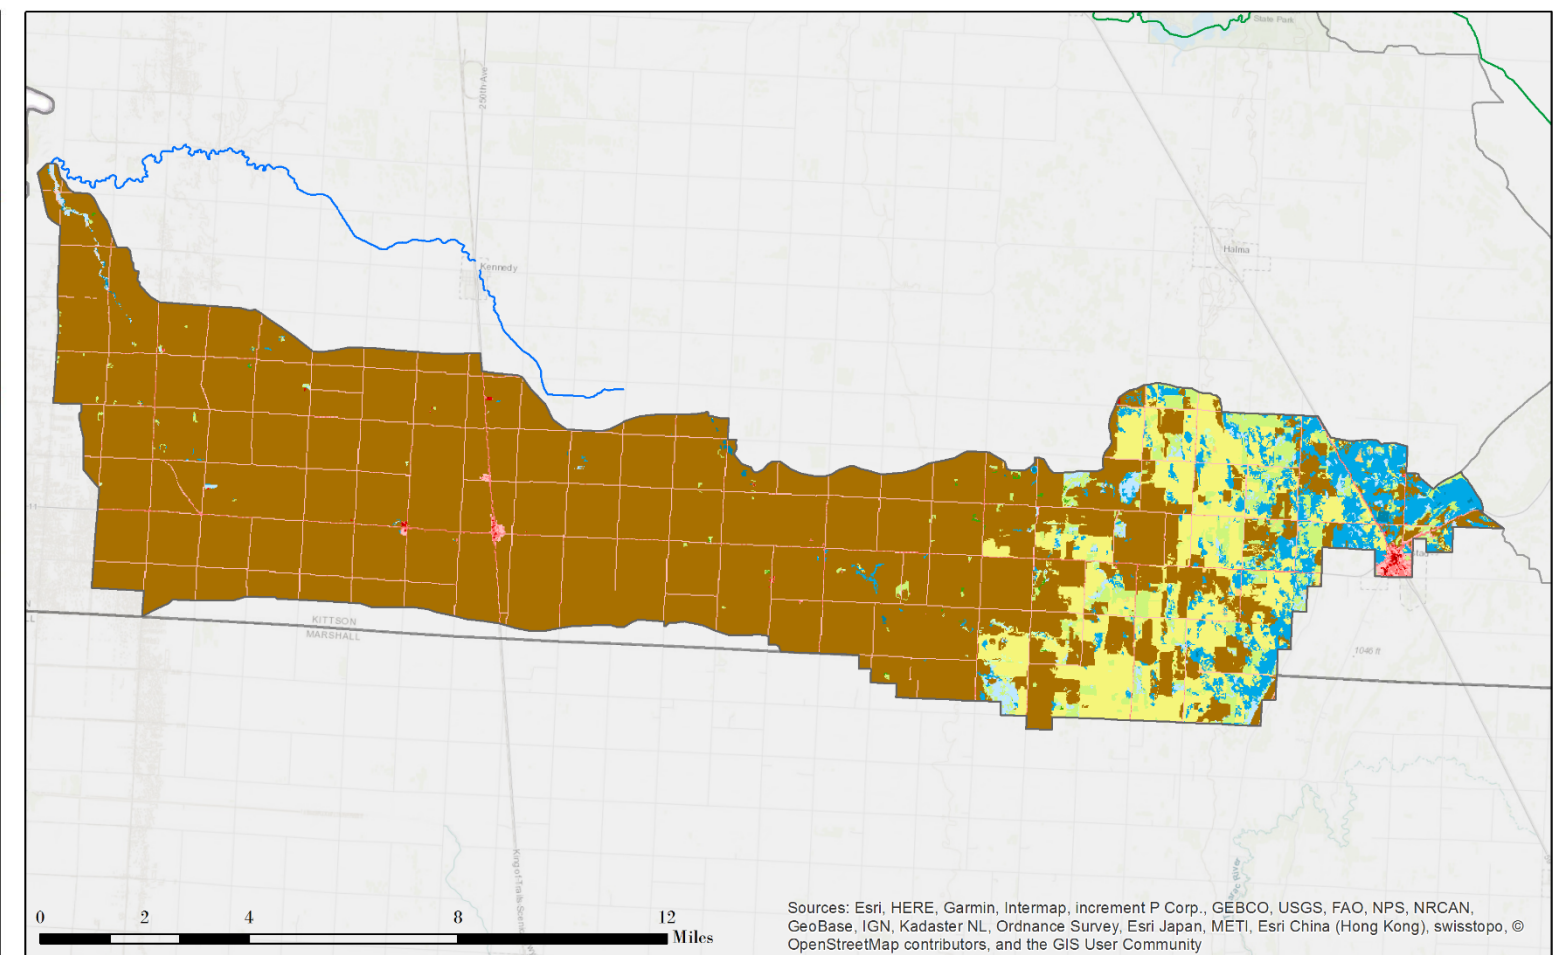 State Park
250th Ave
Halma
Kennedy
11
KITTSON
MARSHALL
1046 ft
0 2 4 8 12
Miles
Sources: Esri, HERE, Garmin, Intermap, increment P Corp., GEBCO, USGS, FAO, NPS, NRCAN,
GeoBase, IGN, Kadaster NL, Ordnance Survey, Esri Japan, METI, Esri China (Hong Kong), swisstopo, ©
OpenStreetMap contributors, and the GIS User Community